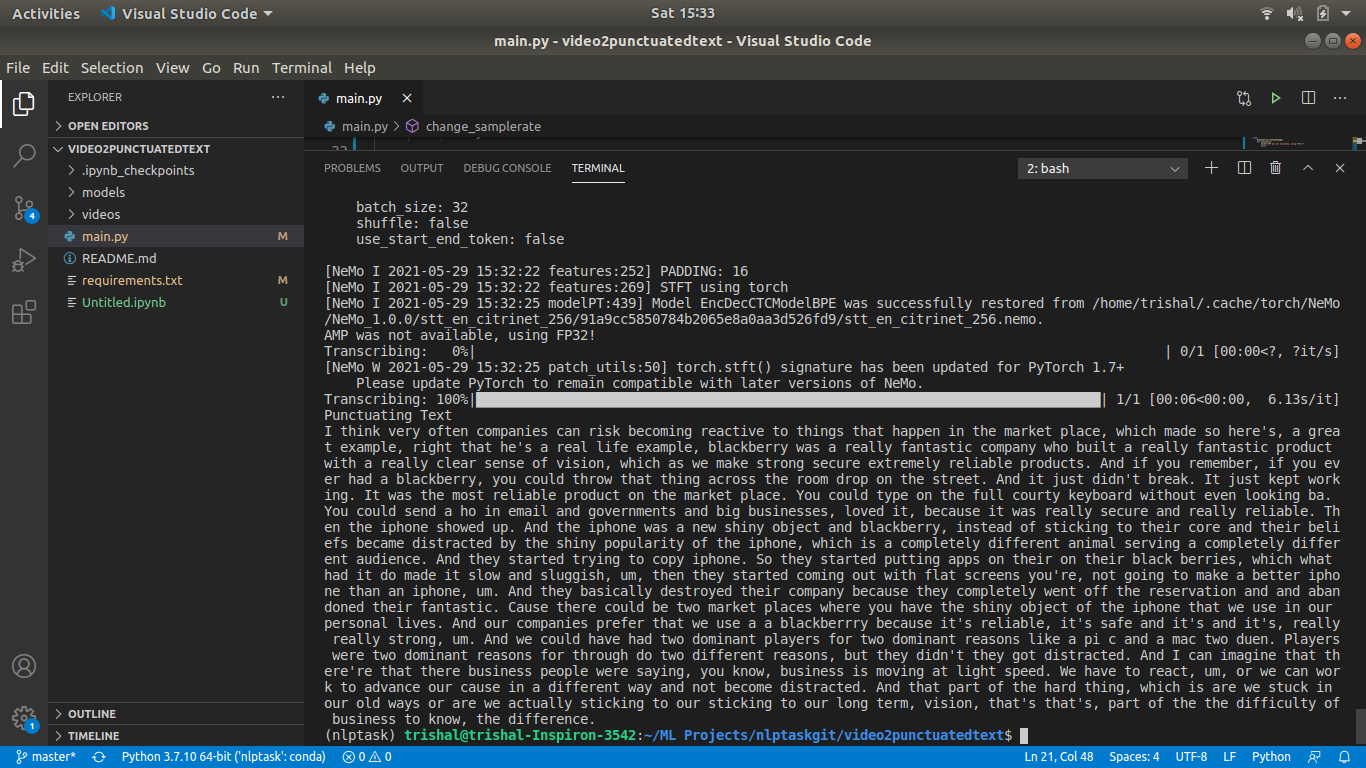 Activities Visual Studio Code Sat 15:33
main.py - video2punctuatedtext - Visual Studio Code
File Edit Selection View Go Run Terminal Help
EXPLORER
OPEN EDITORS
VIDEO2PUNCTUATEDTEXT
.ipynb_checkpoints
models
videos
main.py M
README.md
requirements.txt M
Untitled.ipynb U
OUTLINE
TIMELINE
4
1
main.py
main.py > change_samplerate
PROBLEMS OUTPUT DEBUG CONSOLE TERMINAL 2: bash
batch_size: 32
shuffle: false
use_start_end_token: false
[NeMo I 2021-05-29 15:32:22 features:252] PADDING: 16
[NeMo I 2021-05-29 15:32:22 features:269] STFT using torch
[NeMo I 2021-05-29 15:32:25 modelPT:439] Model EncDecCTCModelBPE was successfully restored from /home/trishal/.cache/torch/NeMo
/NeMo_1.0.0/stt_en_citrinet_256/91a9cc5850784b2065e8a0aa3d526fd9/stt_en_citrinet_256.nemo.
AMP was not available, using FP32!
Transcribing: 0%| | 0/1 [00:00<?, ?it/s]
[NeMo W 2021-05-29 15:32:25 patch_utils:50] torch.stft() signature has been updated for PyTorch 1.7+
Please update PyTorch to remain compatible with later versions of NeMo.
Transcribing: 100%| | 1/1 [00:06<00:00, 6.13s/it]
Punctuating Text
I think very often companies can risk becoming reactive to things that happen in the market place, which made so here's, a grea
t example, right that he's a real life example, blackberry was a really fantastic company who built a really fantastic product
with a really clear sense of vision, which as we make strong secure extremely reliable products. And if you remember, if you ev
er had a blackberry, you could throw that thing across the room drop on the street. And it just didn't break. It just kept work
ing. It was the most reliable product on the market place. You could type on the full courty keyboard without even looking ba.
You could send a ho in email and governments and big businesses, loved it, because it was really secure and really reliable. Th
en the iphone showed up. And the iphone was a new shiny object and blackberry, instead of sticking to their core and their beli
efs became distracted by the shiny popularity of the iphone, which is a completely different animal serving a completely differ
ent audience. And they started trying to copy iphone. So they started putting apps on their on their black berries, which what
had it do made it slow and sluggish, um, then they started coming out with flat screens you're, not going to make a better ipho
ne than an iphone, um. And they basically destroyed their company because they completely went off the reservation and and aban
doned their fantastic. Cause there could be two market places where you have the shiny object of the iphone that we use in our
personal lives. And our companies prefer that we use a a blackberrry because it's reliable, it's safe and it's and it's, really
really strong, um. And we could have had two dominant players for two dominant reasons like a pi c and a mac two duen. Players
were two dominant reasons for through do two different reasons, but they didn't they got distracted. And I can imagine that th
ere're that there business people were saying, you know, business is moving at light speed. We have to react, um, or we can wor
k to advance our cause in a different way and not become distracted. And that part of the hard thing, which is are we stuck in
our old ways or are we actually sticking to our sticking to our long term, vision, that's that's, part of the the difficulty of
business to know, the difference.
(nlptask) trishal@trishal-Inspiron-3542:~/ML Projects/nlptaskgit/video2punctuatedtext$
master* Python 3.7.10 64-bit ('nlptask': conda) 0 0 Ln 21, Col 48 Spaces: 4 UTF-8 LF Python